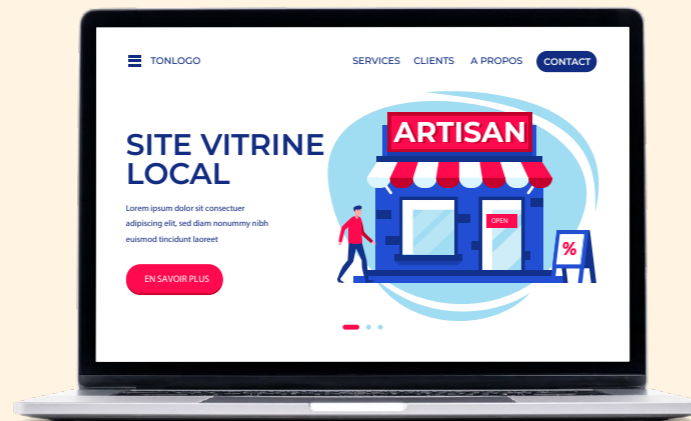 TONLOGO
SERVICES CLIENTS A PROPOS CONTACT
SITE VITRINE
LOCAL
Lorem ipsum dolor sit consectuer
adipiscing elit, sed diam nonummy nibh
euismod tincidunt laoreet
EN SAVOIR PLUS
ARTISAN
OPEN
%